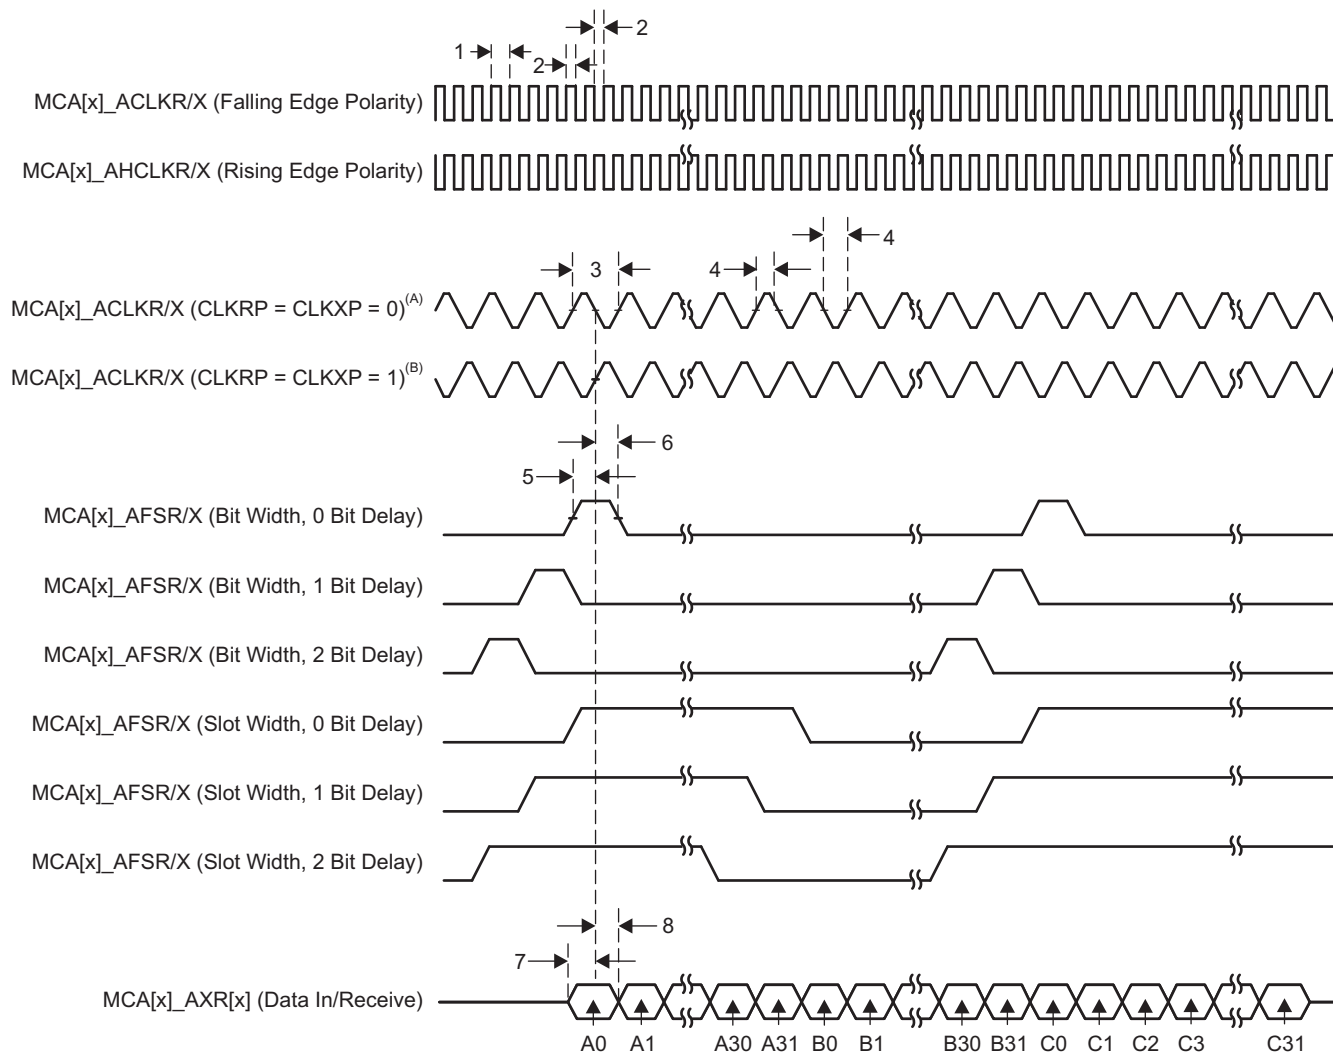 2
1
2
MCA[x]_ACLKR/X (Falling Edge Polarity)
MCA[x]_AHCLKR/X (Rising Edge Polarity)
4
3
4
MCA[x]_ACLKR/X (CLKRP = CLKXP = 0)(A)
MCA[x]_ACLKR/X (CLKRP = CLKXP = 1)(B)
6
5
MCA[x]_AFSR/X (Bit Width, 0 Bit Delay)
MCA[x]_AFSR/X (Bit Width, 1 Bit Delay)
MCA[x]_AFSR/X (Bit Width, 2 Bit Delay)
MCA[x]_AFSR/X (Slot Width, 0 Bit Delay)
MCA[x]_AFSR/X (Slot Width, 1 Bit Delay)
MCA[x]_AFSR/X (Slot Width, 2 Bit Delay)
8
7
MCA[x]_AXR[x] (Data In/Receive)
A0 A1 A30 A31 B0 B1 B30 B31 C0 C1 C2 C3 C31